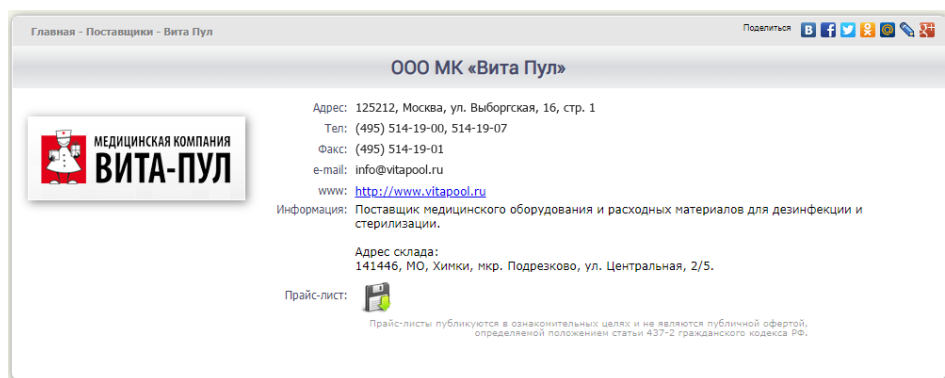 Главная - Поставщики - Вита Пул
Поделиться
ООО МК «Вита Пул»
МЕДИЦИНСКАЯ КОМПАНИЯ
ВИТА-ПУЛ
Адрес: 125212, Москва, ул. Выборгская, 16, стр. 1
Тел: (495) 514-19-00, 514-19-07
Факс: (495) 514-19-01
e-mail: info@vitapool.ru
www: http://www.vitapool.ru
Информация: Поставщик медицинского оборудования и расходных материалов для дезинфекции и
стерилизации.
Адрес склада:
141446, МО, Химки, мкр. Подрезково, ул. Центральная, 2/5.
Прайс-лист:
Прайс-листы публикуются в ознакомительных целях и не являются публичной офертой,
определяемой положением статьи 437-2 гражданского кодекса РФ.